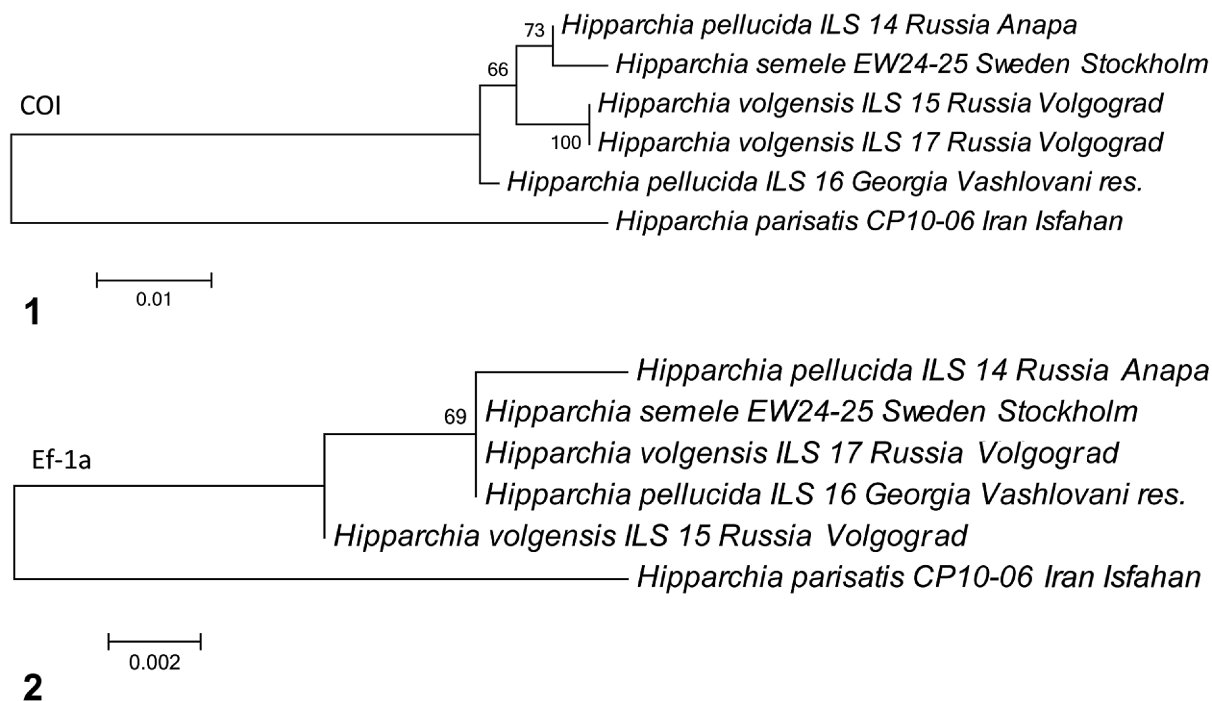 73 Hipparchia pellucida ILS 14 Russia Anapa
66 Hipparchia semele EW24-25 Sweden Stockholm
COI Hipparchia volgensis ILS 15 Russia Volgograd
100 Hipparchia volgensis ILS 17 Russia Volgograd
Hipparchia pellucida ILS 16 Georgia Vashlovani res.
Hipparchia parisatis CP10-06 Iran Isfahan
0.01
1
Hipparchia pellucida ILS 14 Russia Anapa
69 Hipparchia semele EW24-25 Sweden Stockholm
Ef-1a Hipparchia volgensis ILS 17 Russia Volgograd
Hipparchia pellucida ILS 16 Georgia Vashlovani res.
Hipparchia volgensis ILS 15 Russia Volgograd
Hipparchia parisatis CP10-06 Iran Isfahan
0.002
2